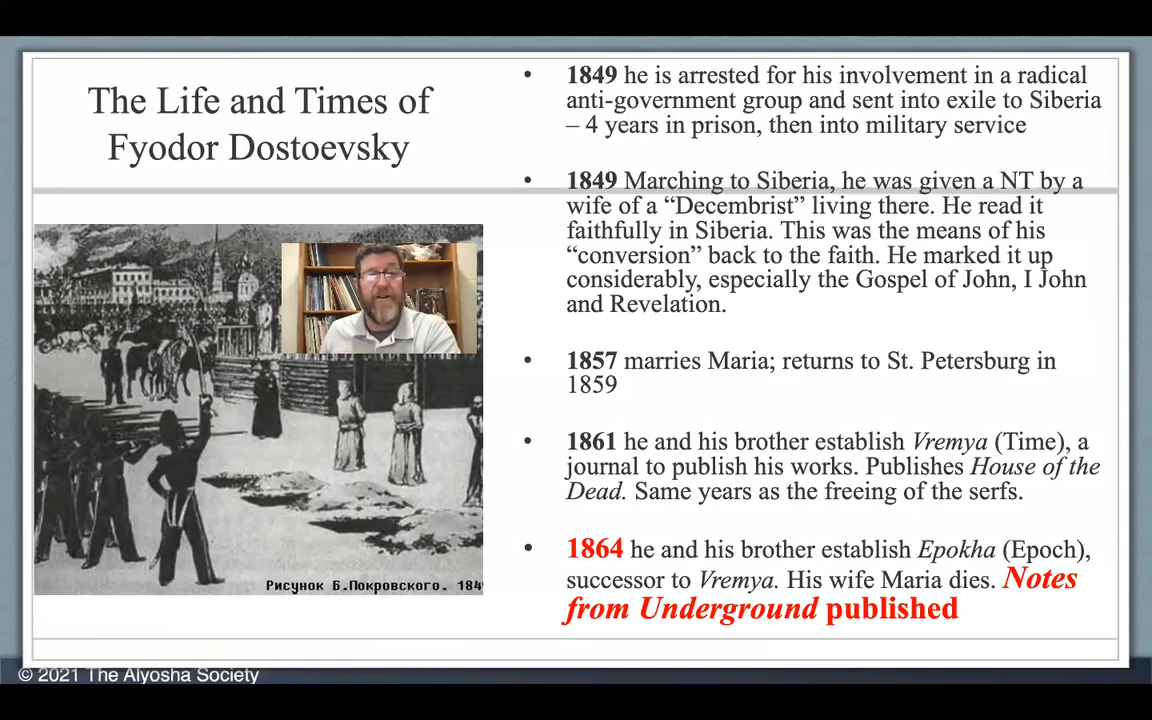 The Life and Times of
Fyodor Dostoevsky
• 1849 he is arrested for his involvement in a radical
anti-government group and sent into exile to Siberia
– 4 years in prison, then into military service
• 1849 Marching to Siberia, he was given a NT by a
wife of a “Decembrist” living there. He read it
faithfully in Siberia. This was the means of his
“conversion” back to the faith. He marked it up
considerably, especially the Gospel of John, I John
and Revelation.
• 1857 marries Maria; returns to St. Petersburg in
1859
• 1861 he and his brother establish Vremya (Time), a
journal to publish his works. Publishes House of the
Dead. Same years as the freeing of the serfs.
• 1864 he and his brother establish Epokha (Epoch),
successor to Vremya. His wife Maria dies. Notes
from Underground published
Рисунок Б.Покровского. 184
© 2021 The Alyosha Society